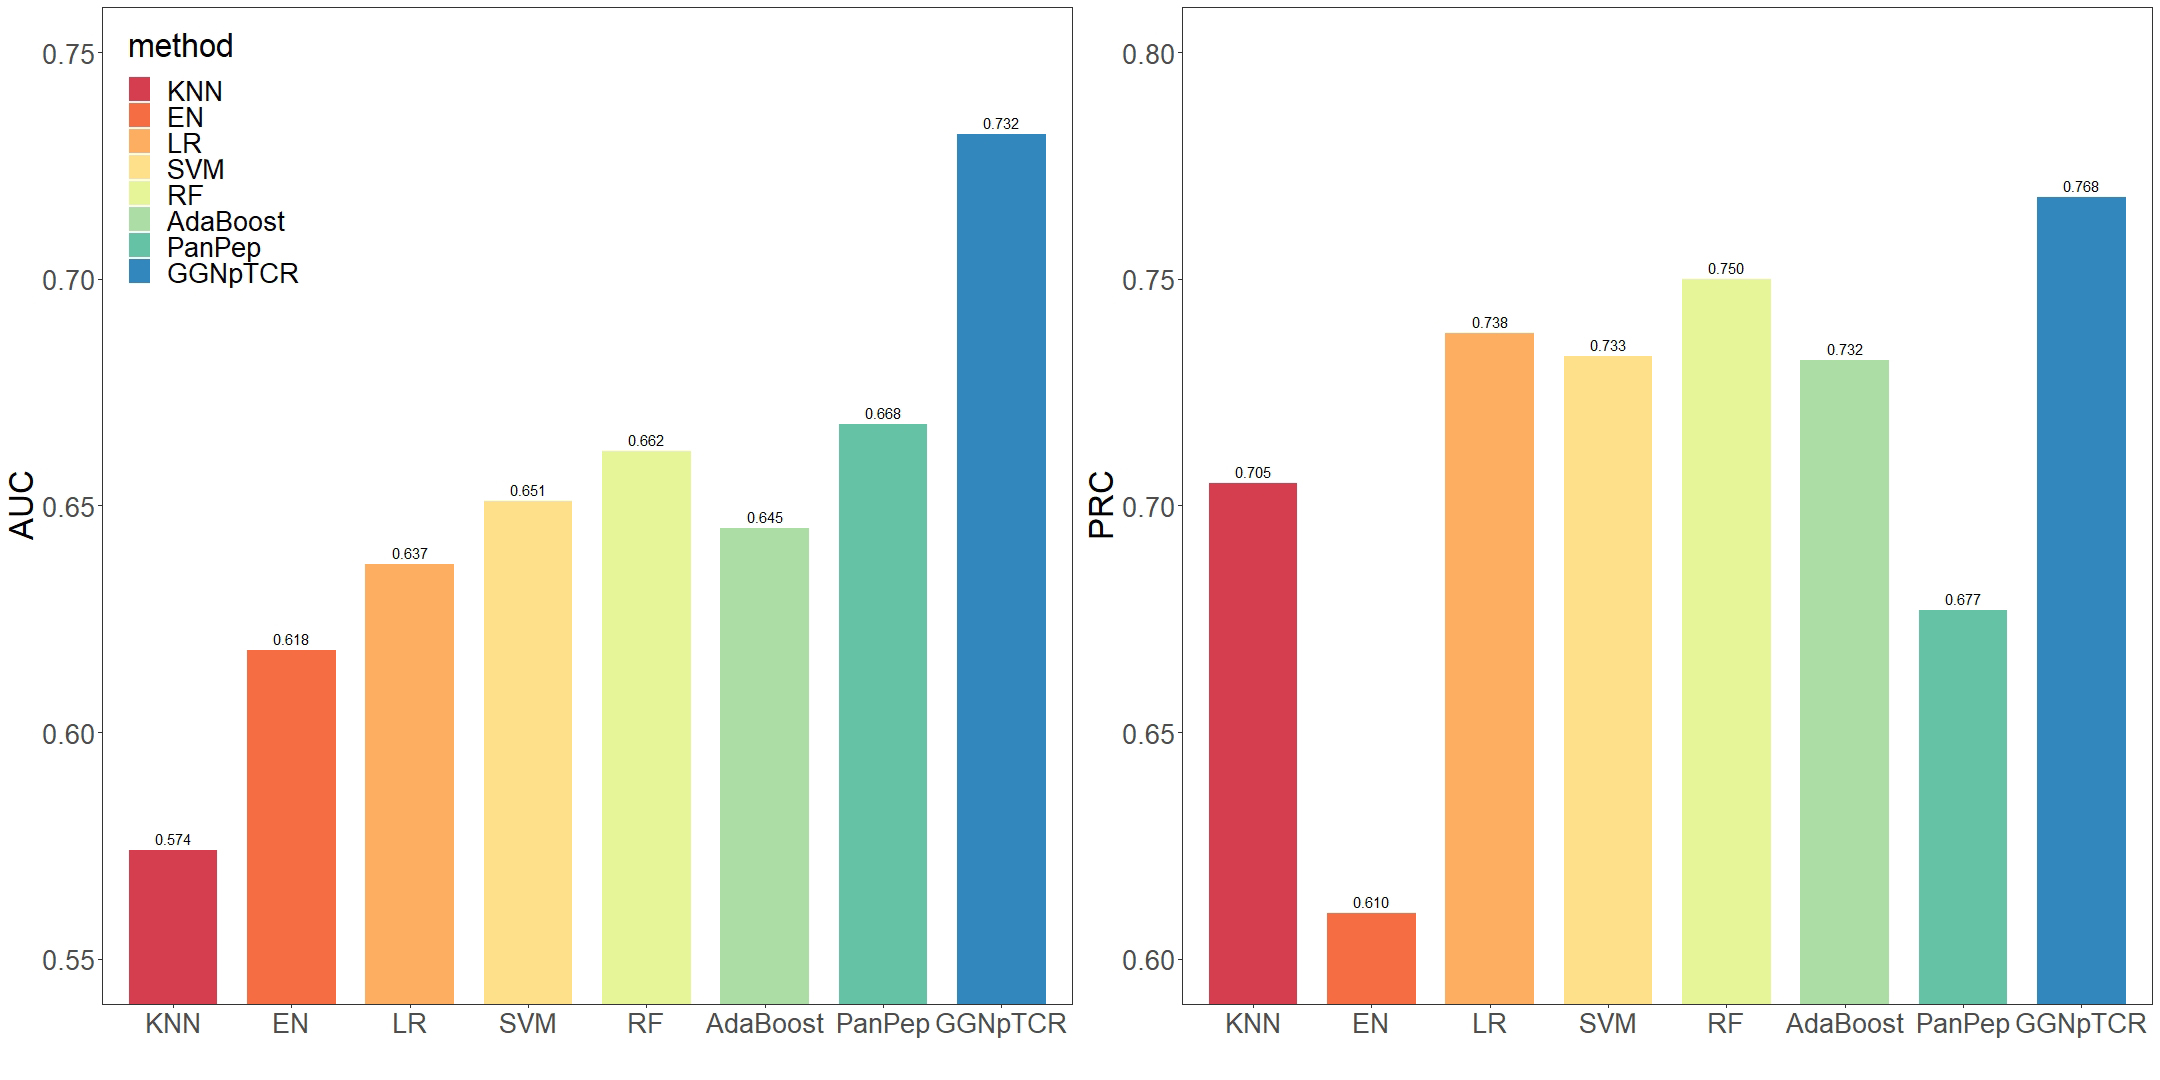 AUC
0.75
0.70
0.65
0.60
0.55
method
KNN
EN
LR
SVM
RF
AdaBoost
PanPep
GGNpTCR
0.574
0.618
0.637
0.651
0.662
0.645
0.668
0.732
KNN EN LR SVM RF AdaBoost PanPep GGNpTCR
PRC
0.80
0.75
0.70
0.65
0.60
0.705
0.610
0.738
0.733
0.750
0.732
0.677
0.768
KNN EN LR SVM RF AdaBoost PanPep GGNpTCR